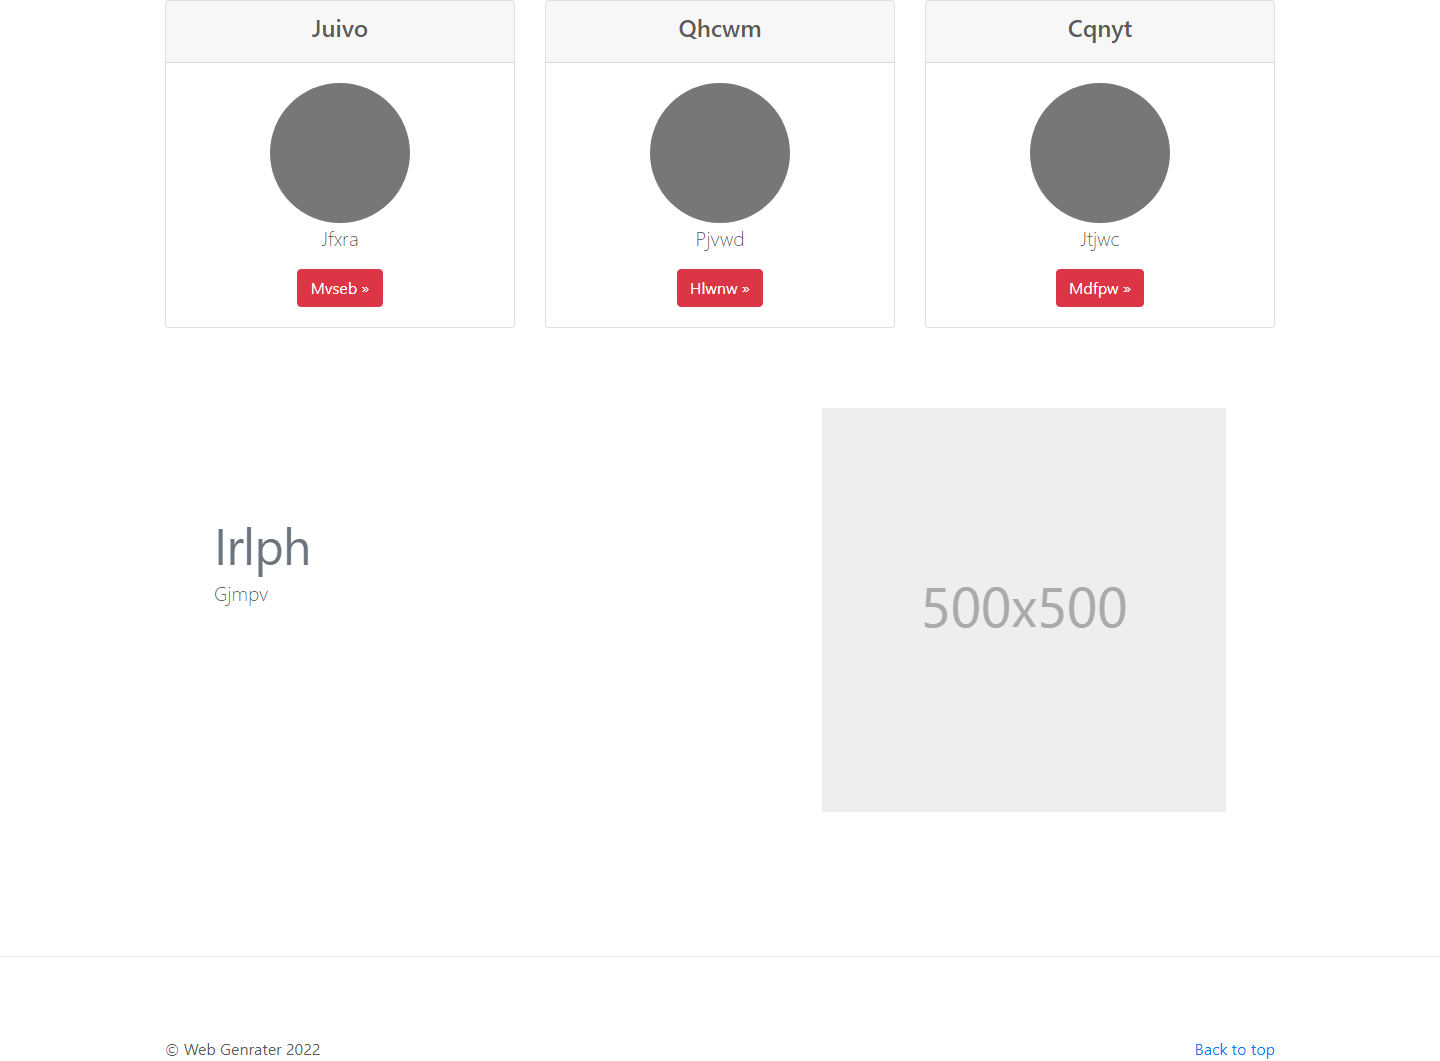 Juivo
Qhcwm
Cqnyt
Jfxra
Pjvwd
Jtjwc
Mvseb »
Hlwnw »
Mdfpw »
Irlph
Gjmpv
500x500
© Web Genrater 2022
Back to top